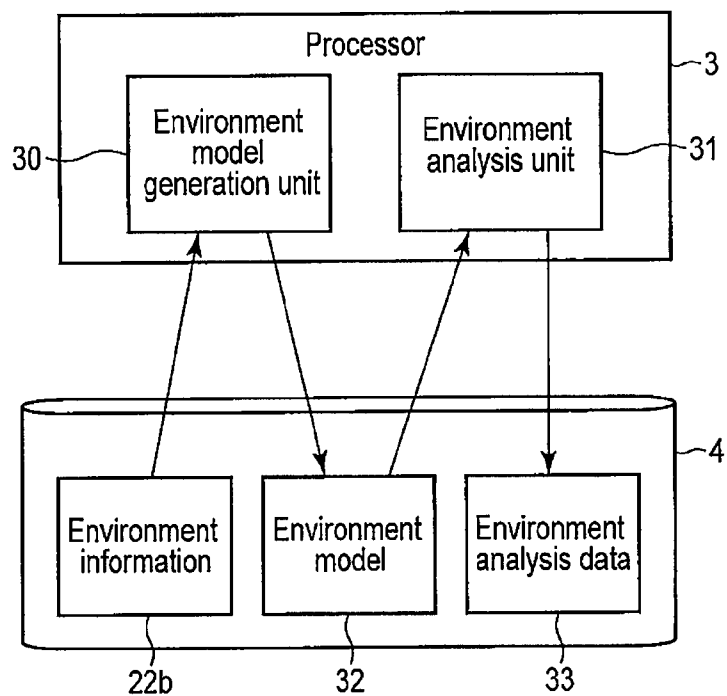 Processor
3
Environment
model
generation unit
30
Environment
analysis unit
31
4
Environment
information
Environment
model
Environment
analysis data
22b
32
33